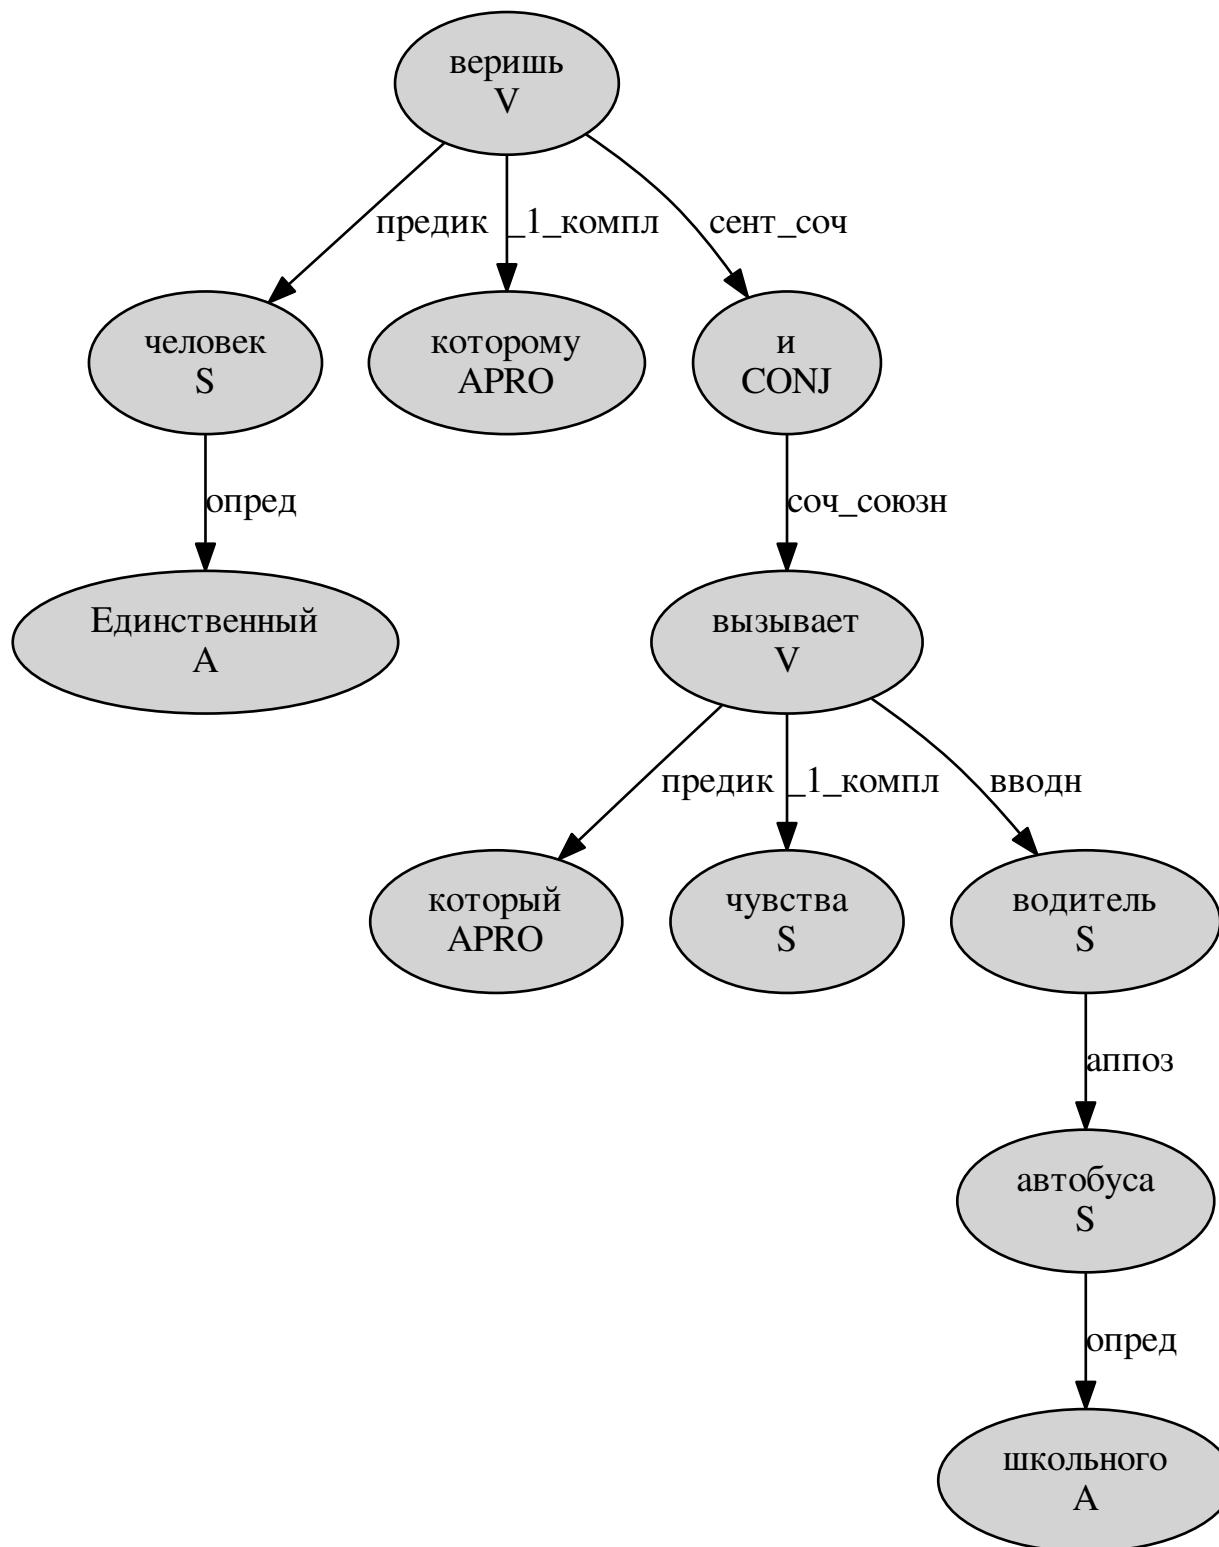 веришь
V
предик
_1_компл
сент_соч
человек
S
которому
APRO
и
CONJ
опред
соч_союзн
Единственный
A
вызывает
V
предик
_1_компл
вводн
который
APRO
чувства
S
водитель
S
аппоз
автобуса
S
опред
школьного
A